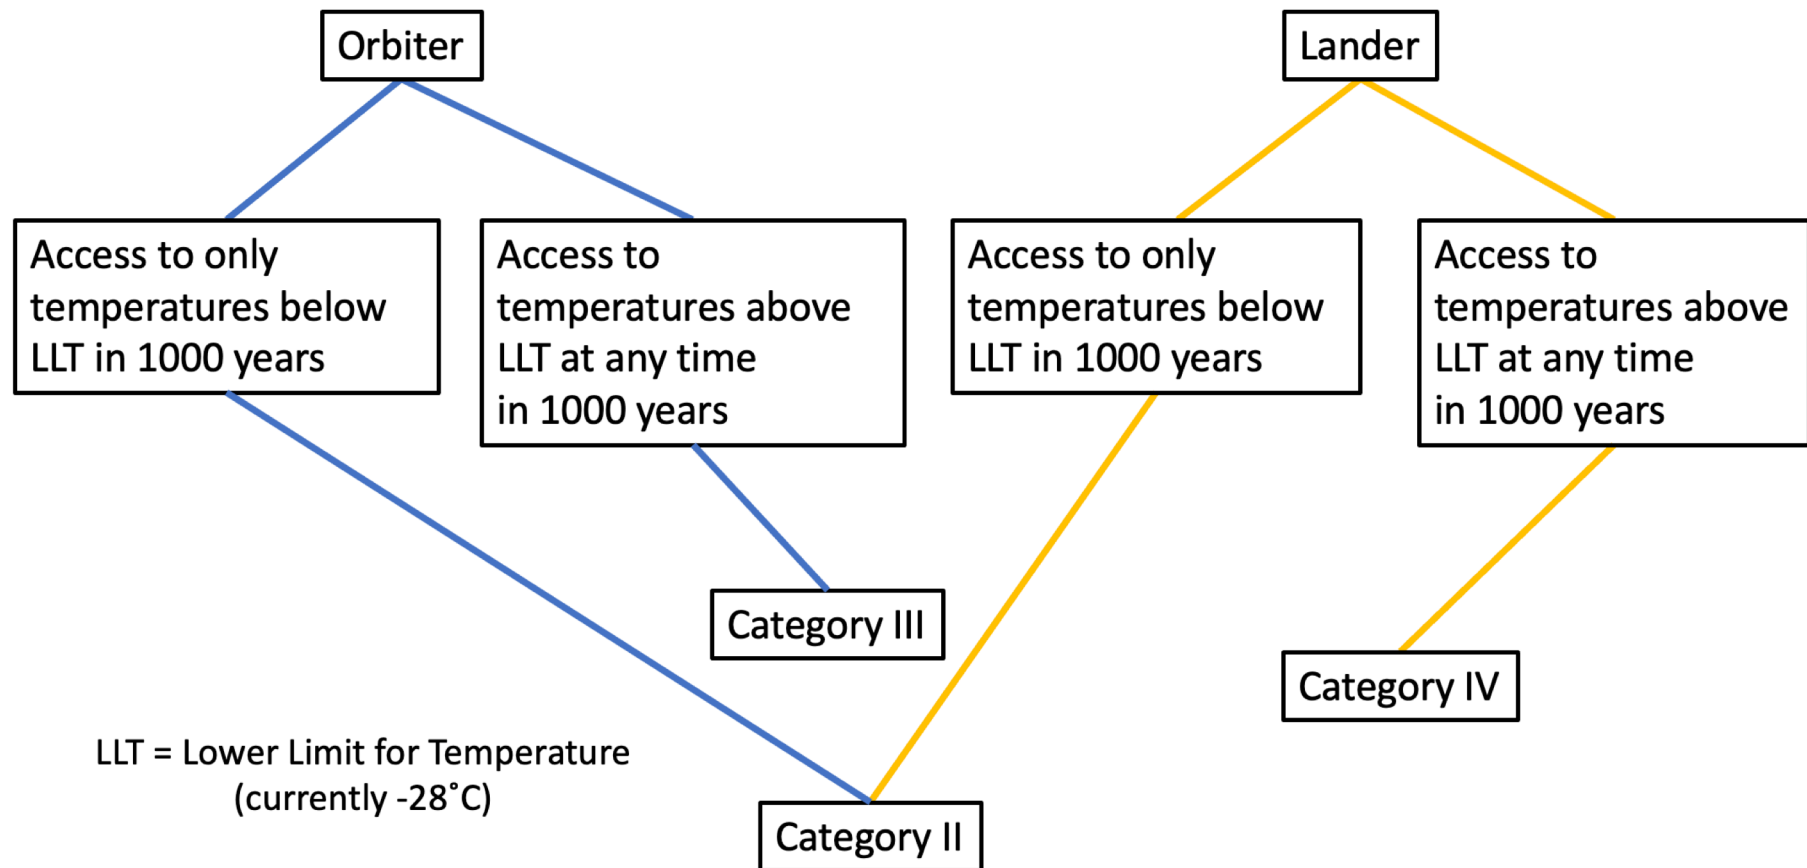 Orbiter
Lander
Access to only
temperatures below
LLT in 1000 years
Access to
temperatures above
LLT at any time
in 1000 years
Access to only
temperatures below
LLT in 1000 years
Access to
temperatures above
LLT at any time
in 1000 years
Category III
Category IV
LLT = Lower Limit for Temperature
(currently -28˚C)
Category II